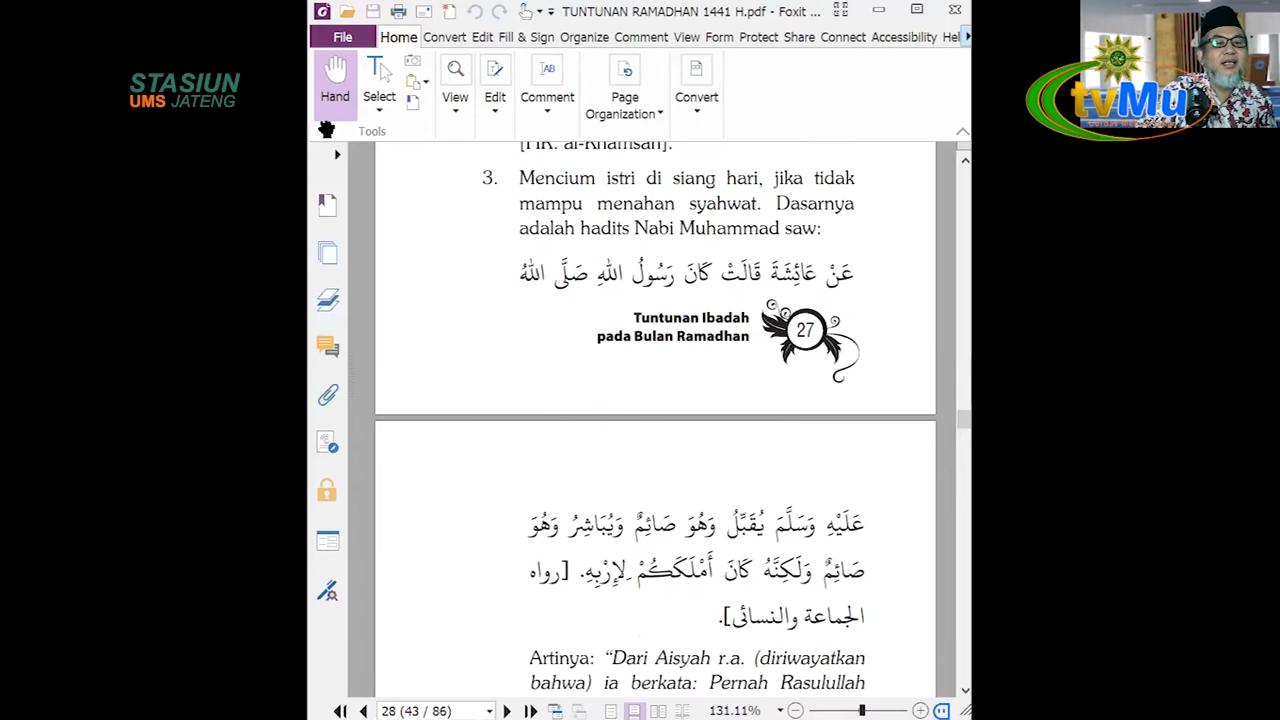 TUNTUNAN RAMADHAN 1441 H.pdf - Foxit ...
File Home Convert Edit Fill & Sign Organize Comment View Form Protect Share Connect Accessibility Hel
STASIUN
UMS JATENG
tvMu
Hand Select View Edit Comment Page Organization Convert
Tools
[HR. al-Khamsah].
3. Mencium istri di siang hari, jika tidak
mampu menahan syahwat. Dasarnya
adalah hadits Nabi Muhammad saw:
عَنْ عَائِشَةَ قَالَتْ كَانَ رَسُولُ اللهِ صَلَّى اللهُ
Tuntunan Ibadah
pada Bulan Ramadhan
27
عَلَيْهِ وَسَلَّمَ يُقَبِّلُ وَهُوَ صَائِمٌ وَيُبَاشِرُ وَهُوَ
صَائِمٌ وَلَكِنَّهُ كَانَ أَمْلَكَكُمْ لِإِرْبِهِ. [رواه
الجماعة والنسائى].
Artinya: “Dari Aisyah r.a. (diriwayatkan
bahwa) ia berkata: Pernah Rasulullah
28 (43 / 86) 131.11%